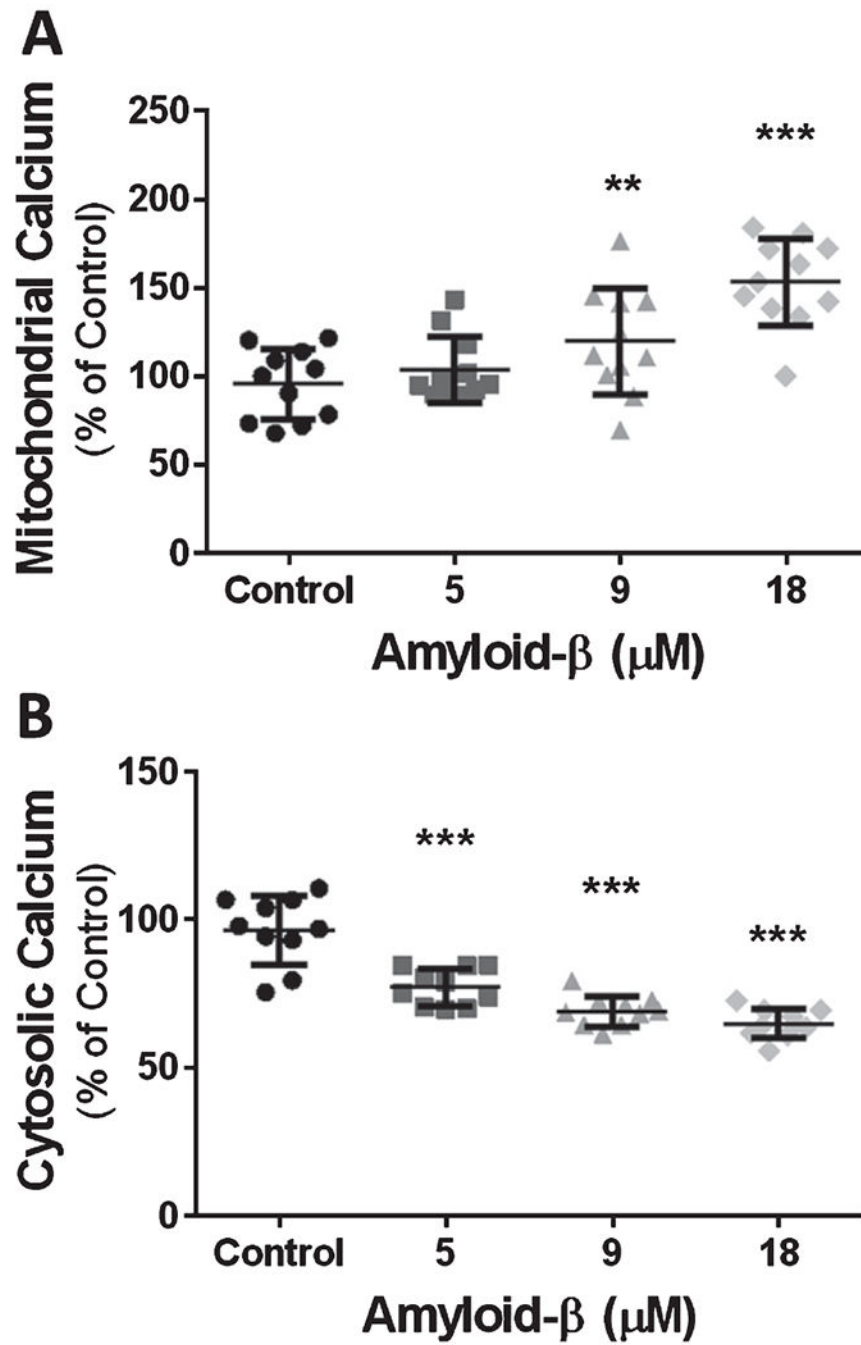 A
Mitochondrial Calcium
(% of Control)
250
200
150
100
50
0
**
***
Control 5 9 18
Amyloid-β (μM)
B
Cytosolic Calcium
(% of Control)
150
100
50
0
***
***
***
Control 5 9 18
Amyloid-β (μM)